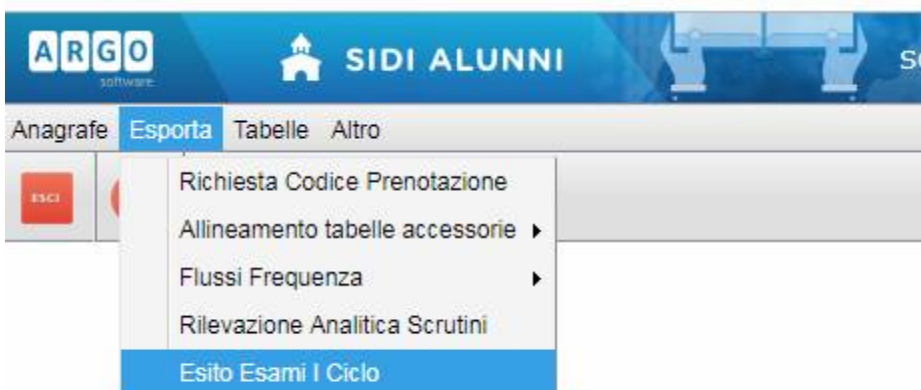 ARGO
software
SIDI ALUNNI
Anagrafe Esporta Tabelle Altro
ESCI
Richiesta Codice Prenotazione
Allineamento tabelle accessorie
Flussi Frequenza
Rilevazione Analitica Scrutini
Esito Esami I Ciclo